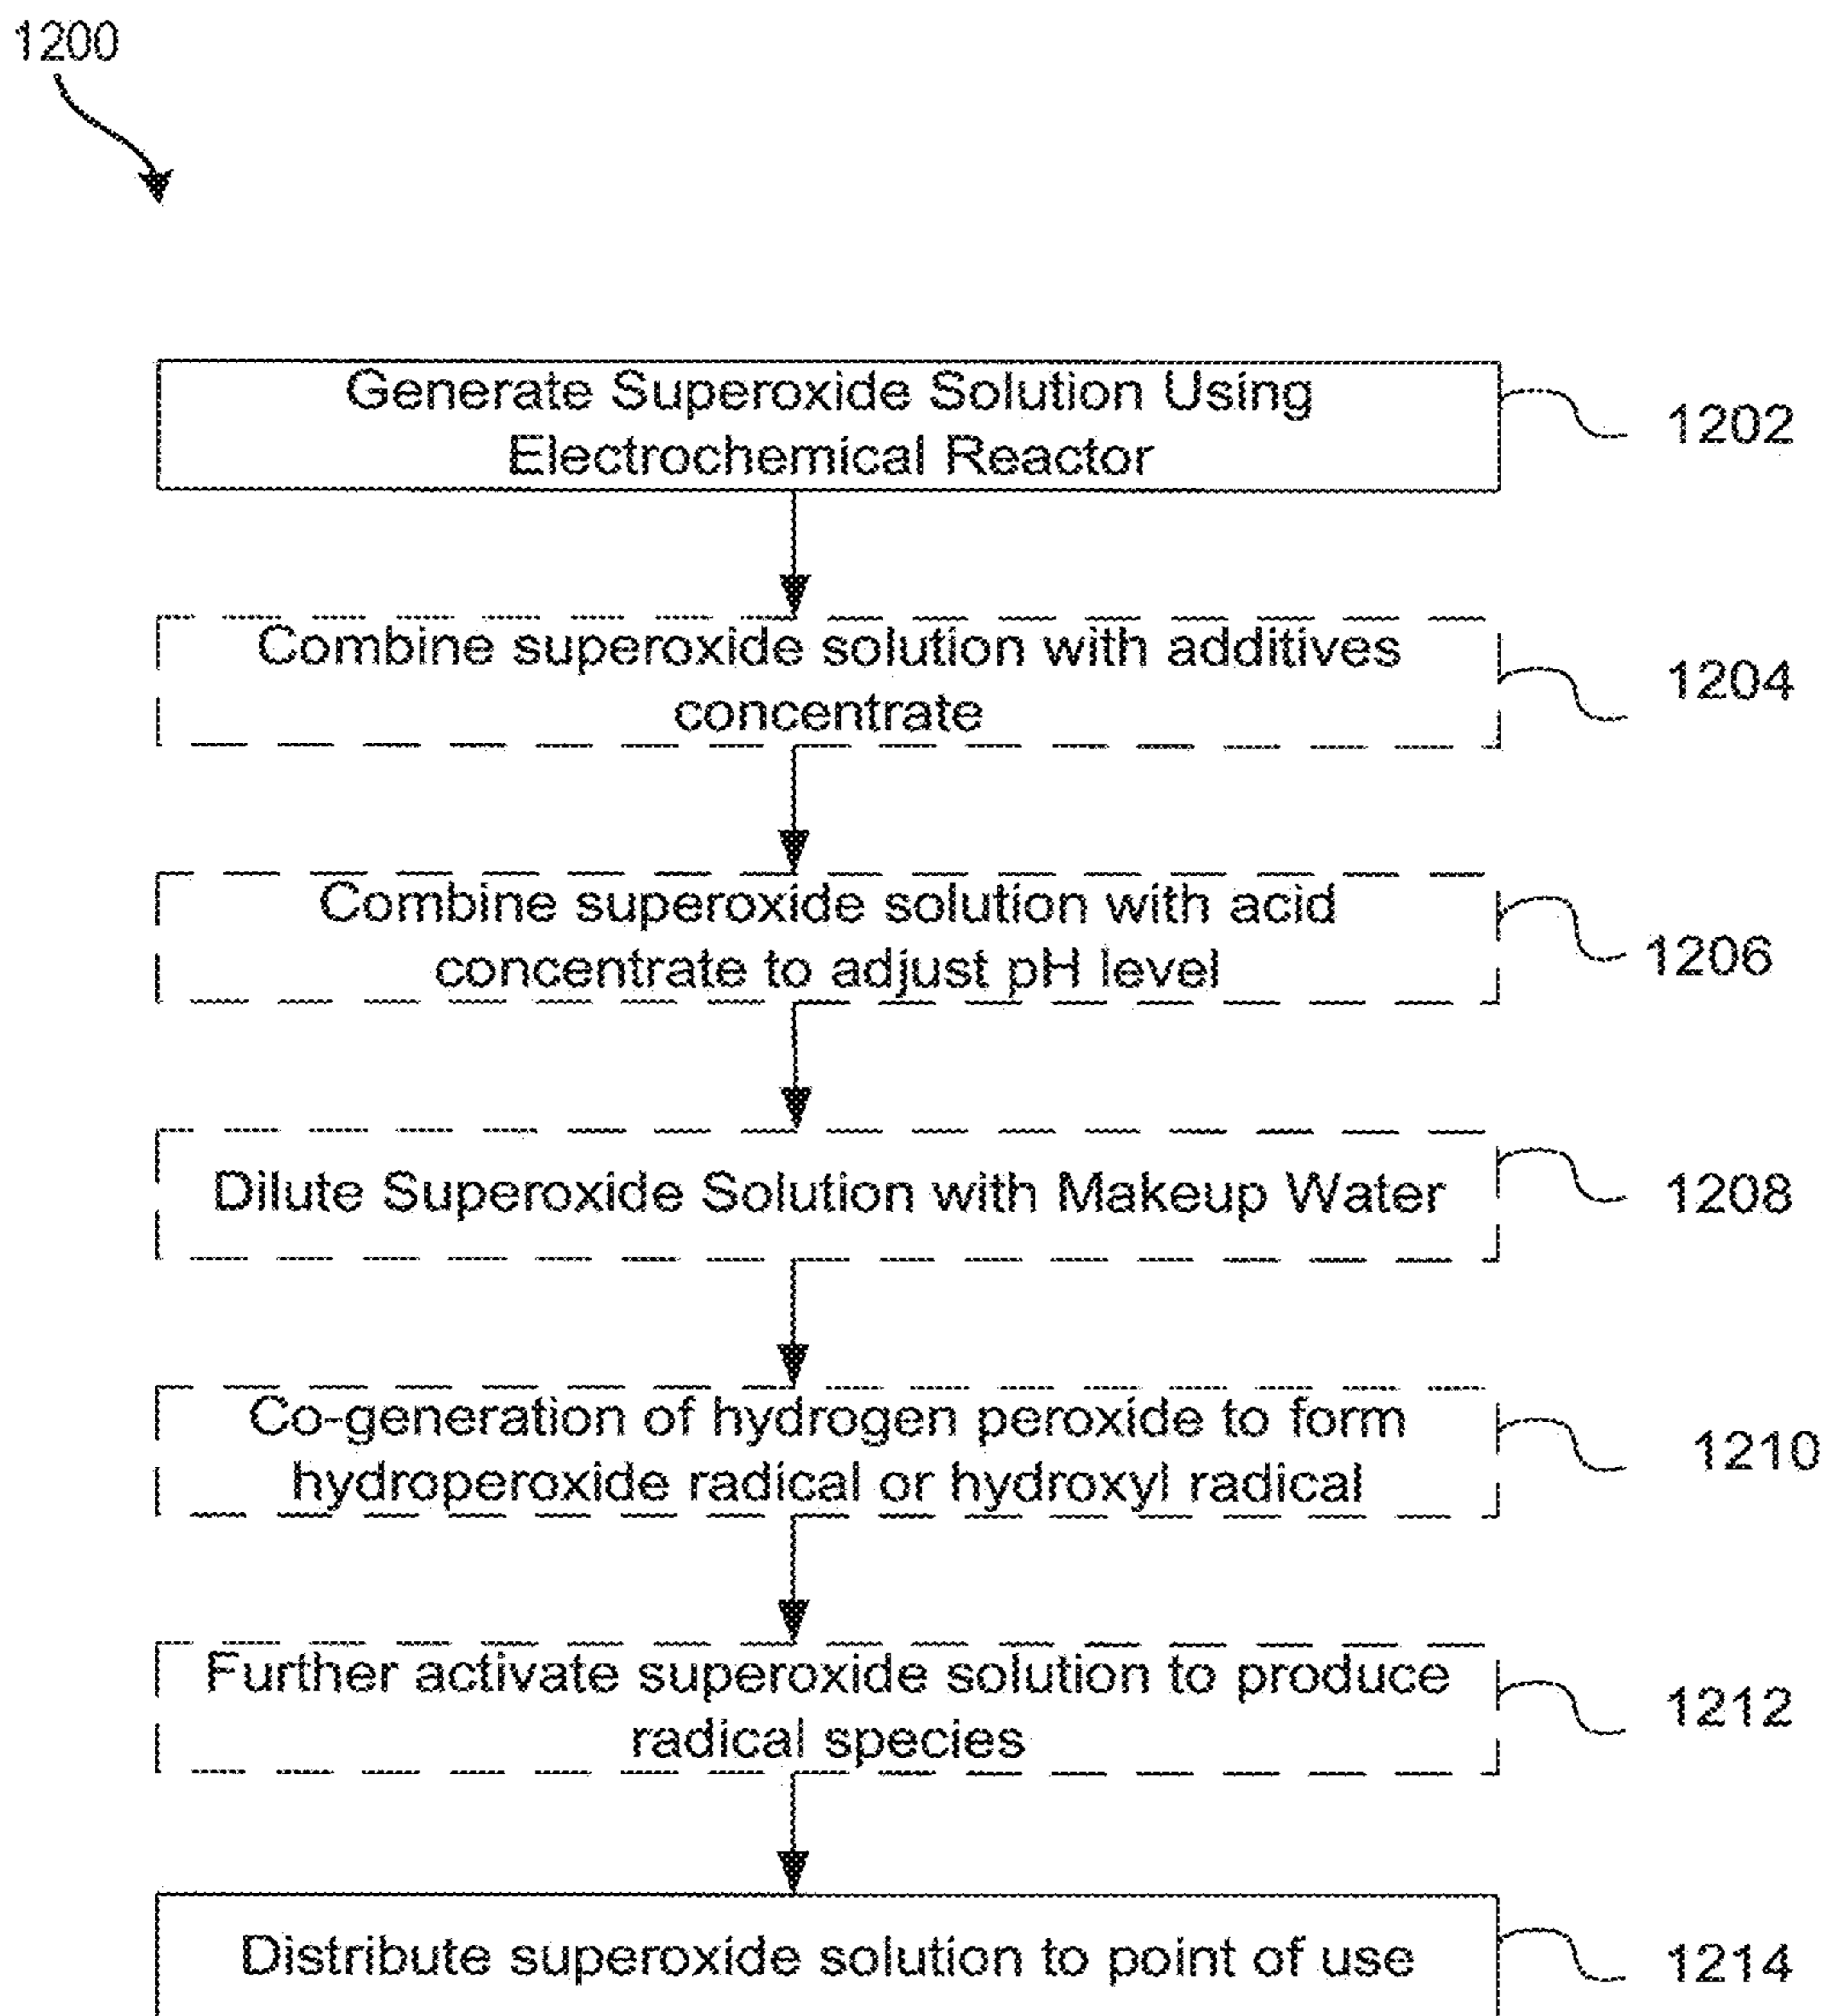 1200
Generate Superoxide Solution Using
Electrochemical Reactor
1202
Combine superoxide solution with additives
concentrate
1204
Combine superoxide solution with acid
concentrate to adjust pH level
1206
Dilute Superoxide Solution with Makeup Water
1208
Co-generation of hydrogen peroxide to form
hydroperoxide radical or hydroxyl radical
1210
Further activate superoxide solution to produce
radical species
1212
Distribute superoxide solution to point of use
1214